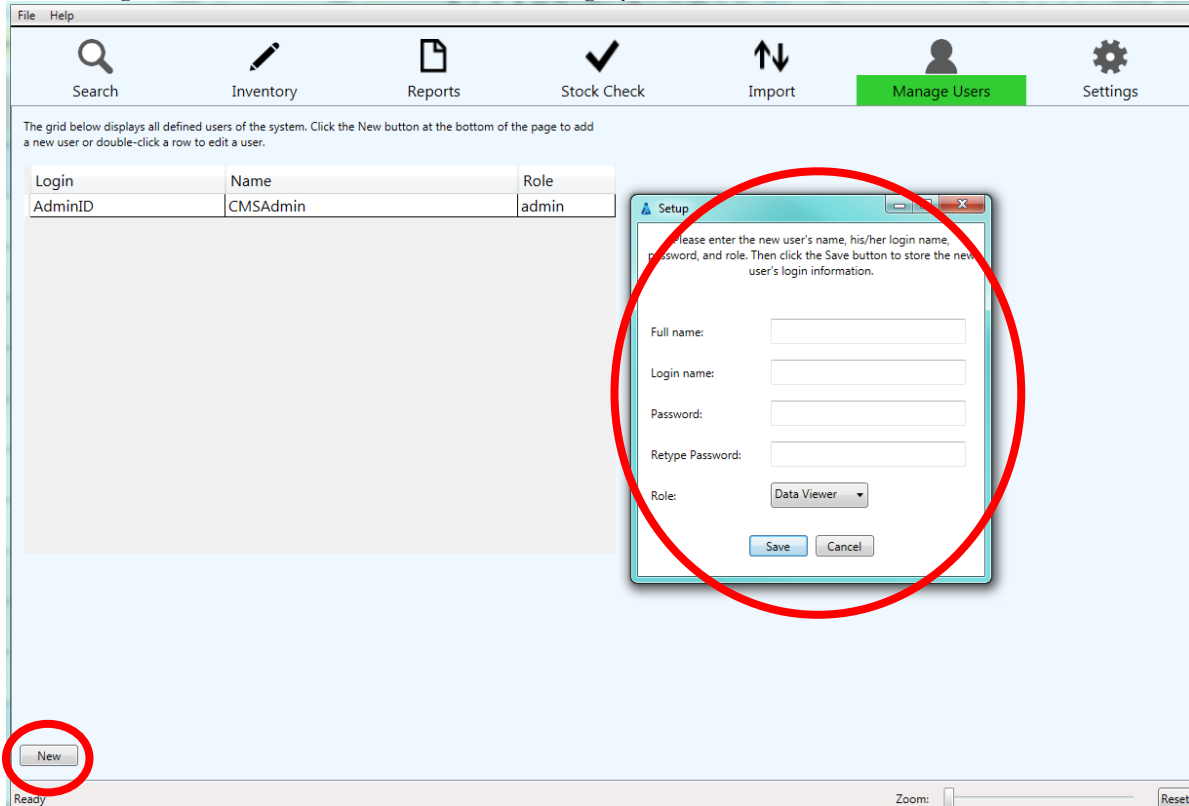 File Help
Search Inventory Reports Stock Check Import Manage Users Settings
The grid below displays all defined users of the system. Click the New button at the bottom of the page to add
a new user or double-click a row to edit a user.
Login Name Role
AdminID CMSAdmin admin
Setup
Please enter the new user's name, his/her login name,
password, and role. Then click the Save button to store the new
user's login information.
Full name:
Login name:
Password:
Retype Password:
Role: Data Viewer
Save Cancel
New
Ready Zoom: Reset